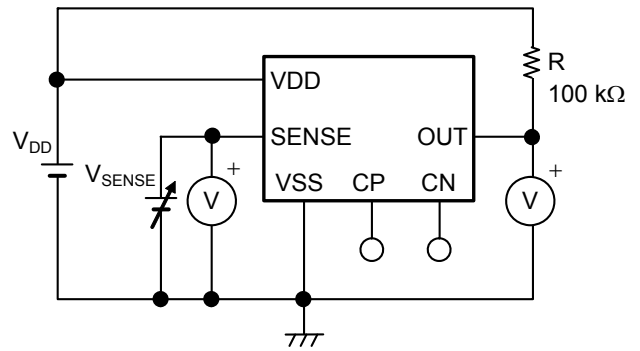 R
100 kΩ
VDD
VDD
SENSE
OUT
VSENSE
+
+
V
VSS
CP
CN
V